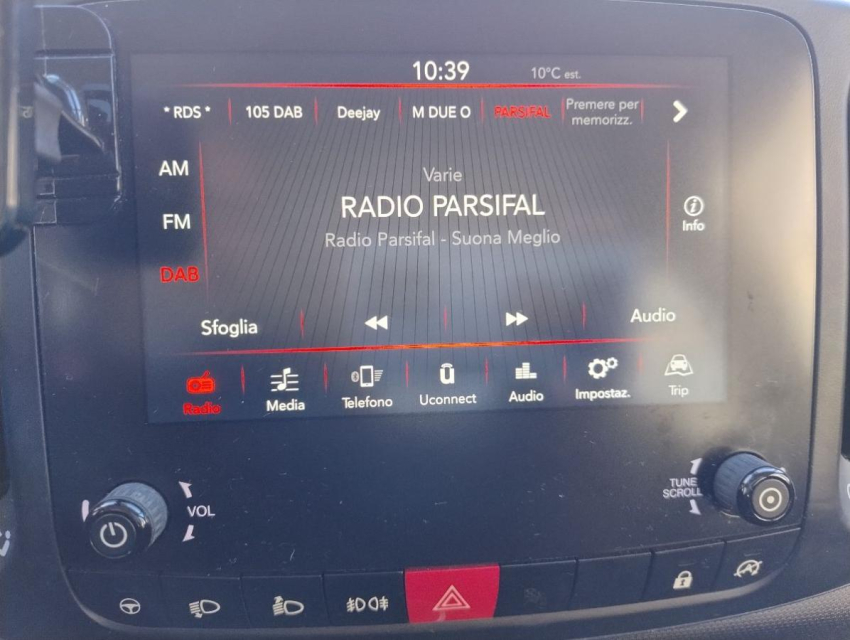 10:39 10°C est.
* RDS * 105 DAB Deejay M DUE O PARSIFAL Premere per memorizz.
AM
Varie
RADIO PARSIFAL
Radio Parsifal - Suona Meglio
FM
Info
DAB
Sfoglia Audio
Radio Media Telefono Uconnect Audio Impostaz. Trip
VOL
TUNE
SCROLL